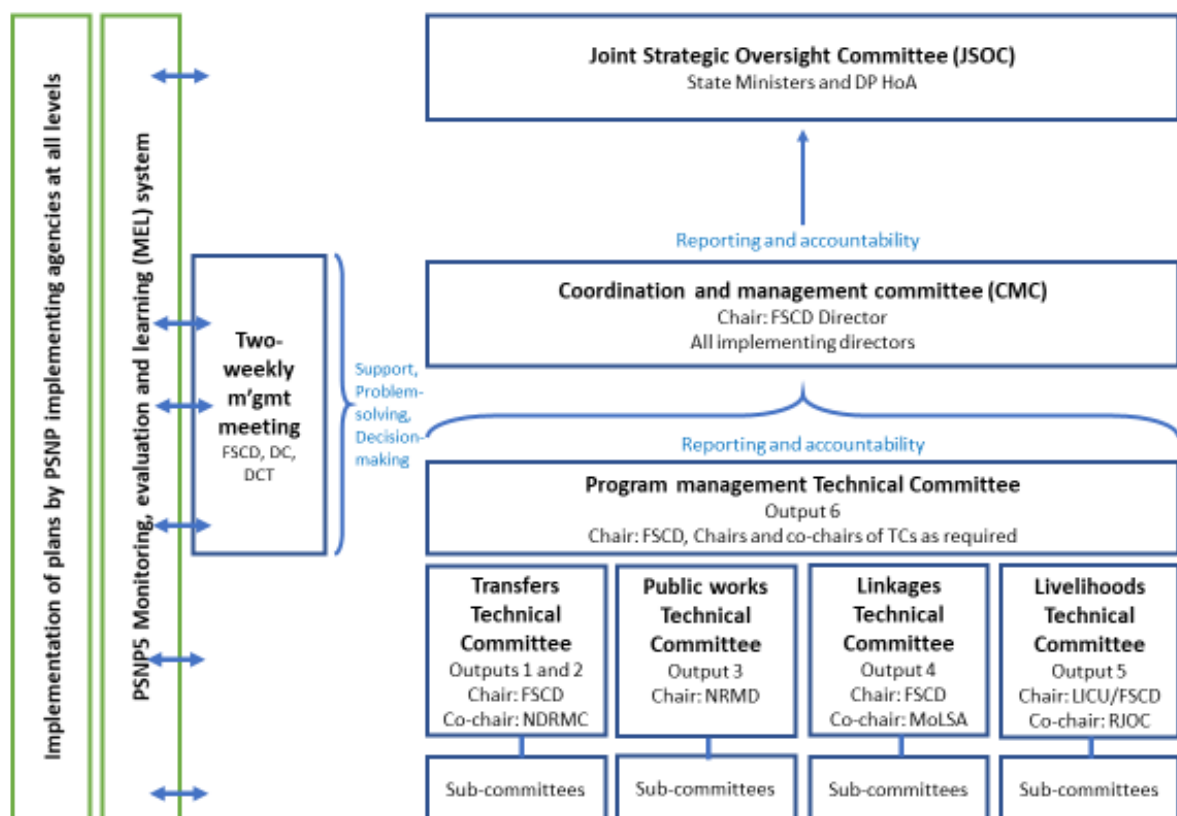 Implementation of plans by PSNP implementing agencies at all levels
PSNP5 Monitoring, evaluation and learning (MEL) system
Joint Strategic Oversight Committee (JSOC)
State Ministers and DP HoA
Reporting and accountability
Coordination and management committee (CMC)
Chair: FSCD Director
All implementing directors
Two-
weekly
m'gmt
meeting
FSCD, DC,
DCT
Support,
Problem-
solving,
Decision-
making
Reporting and accountability
Program management Technical Committee
Output 6
Chair: FSCD, Chairs and co-chairs of TCs as required
Transfers
Technical
Committee
Outputs 1 and 2
Chair: FSCD
Co-chair: NDRMC
Public works
Technical
Committee
Output 3
Chair: NRMD
Linkages
Technical
Committee
Output 4
Chair: FSCD
Co-chair: MoLSA
Livelihoods
Technical
Committee
Output 5
Chair: LICU/FSCD
Co-chair: RJOC
Sub-committees
Sub-committees
Sub-committees
Sub-committees